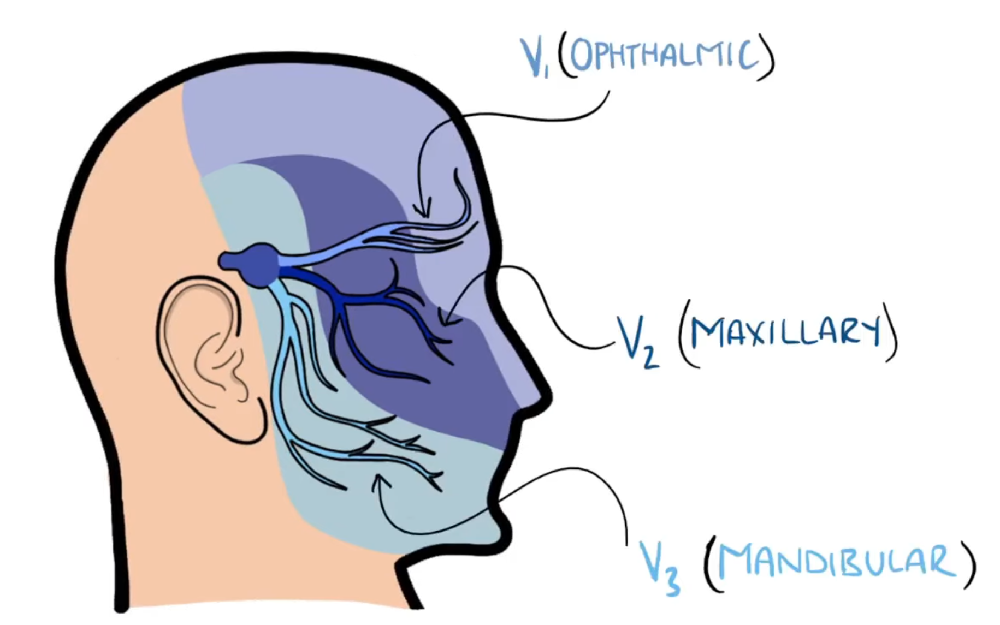 V₁ (OPHTHALMIC)
V₂ (MAXILLARY)
V₃ (MANDIBULAR)